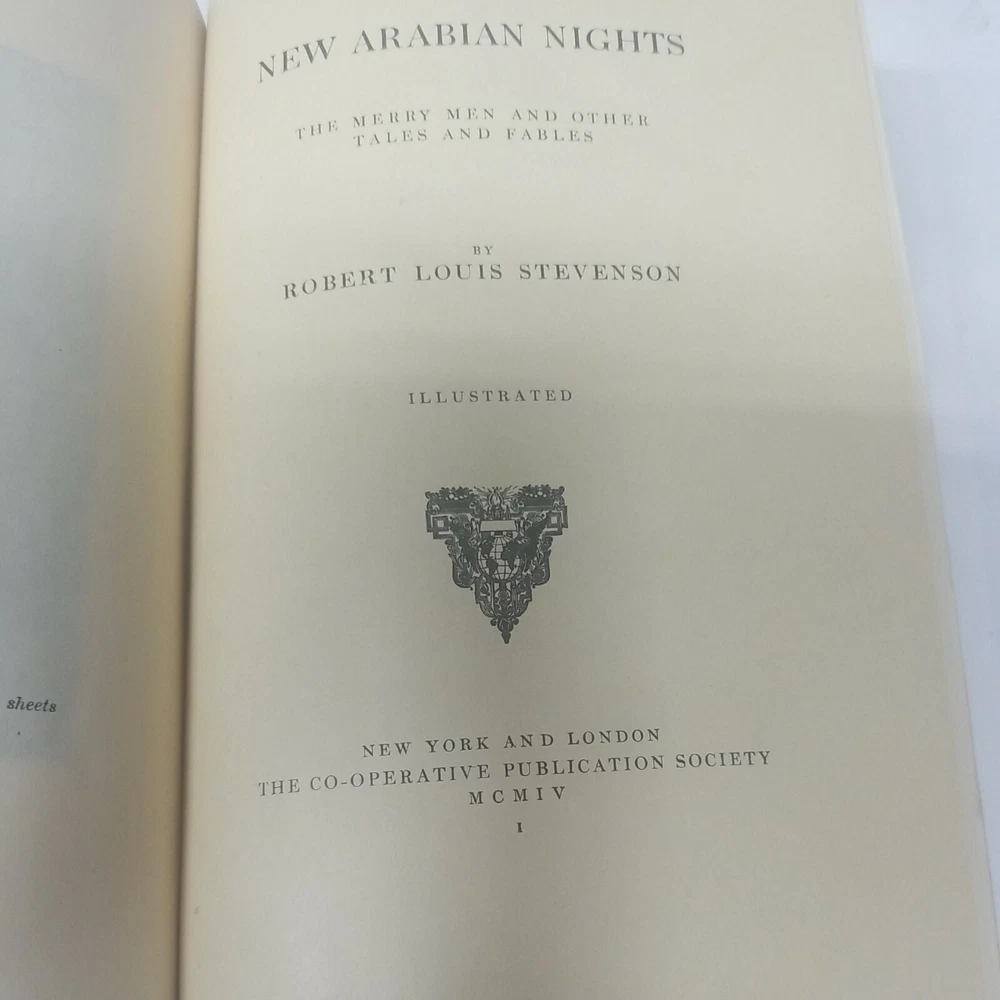 sheets
NEW ARABIAN NIGHTS
THE MERRY MEN AND OTHER
TALES AND FABLES
BY
ROBERT LOUIS STEVENSON
ILLUSTRATED
NEW YORK AND LONDON
THE CO-OPERATIVE PUBLICATION SOCIETY
MCMIV
I